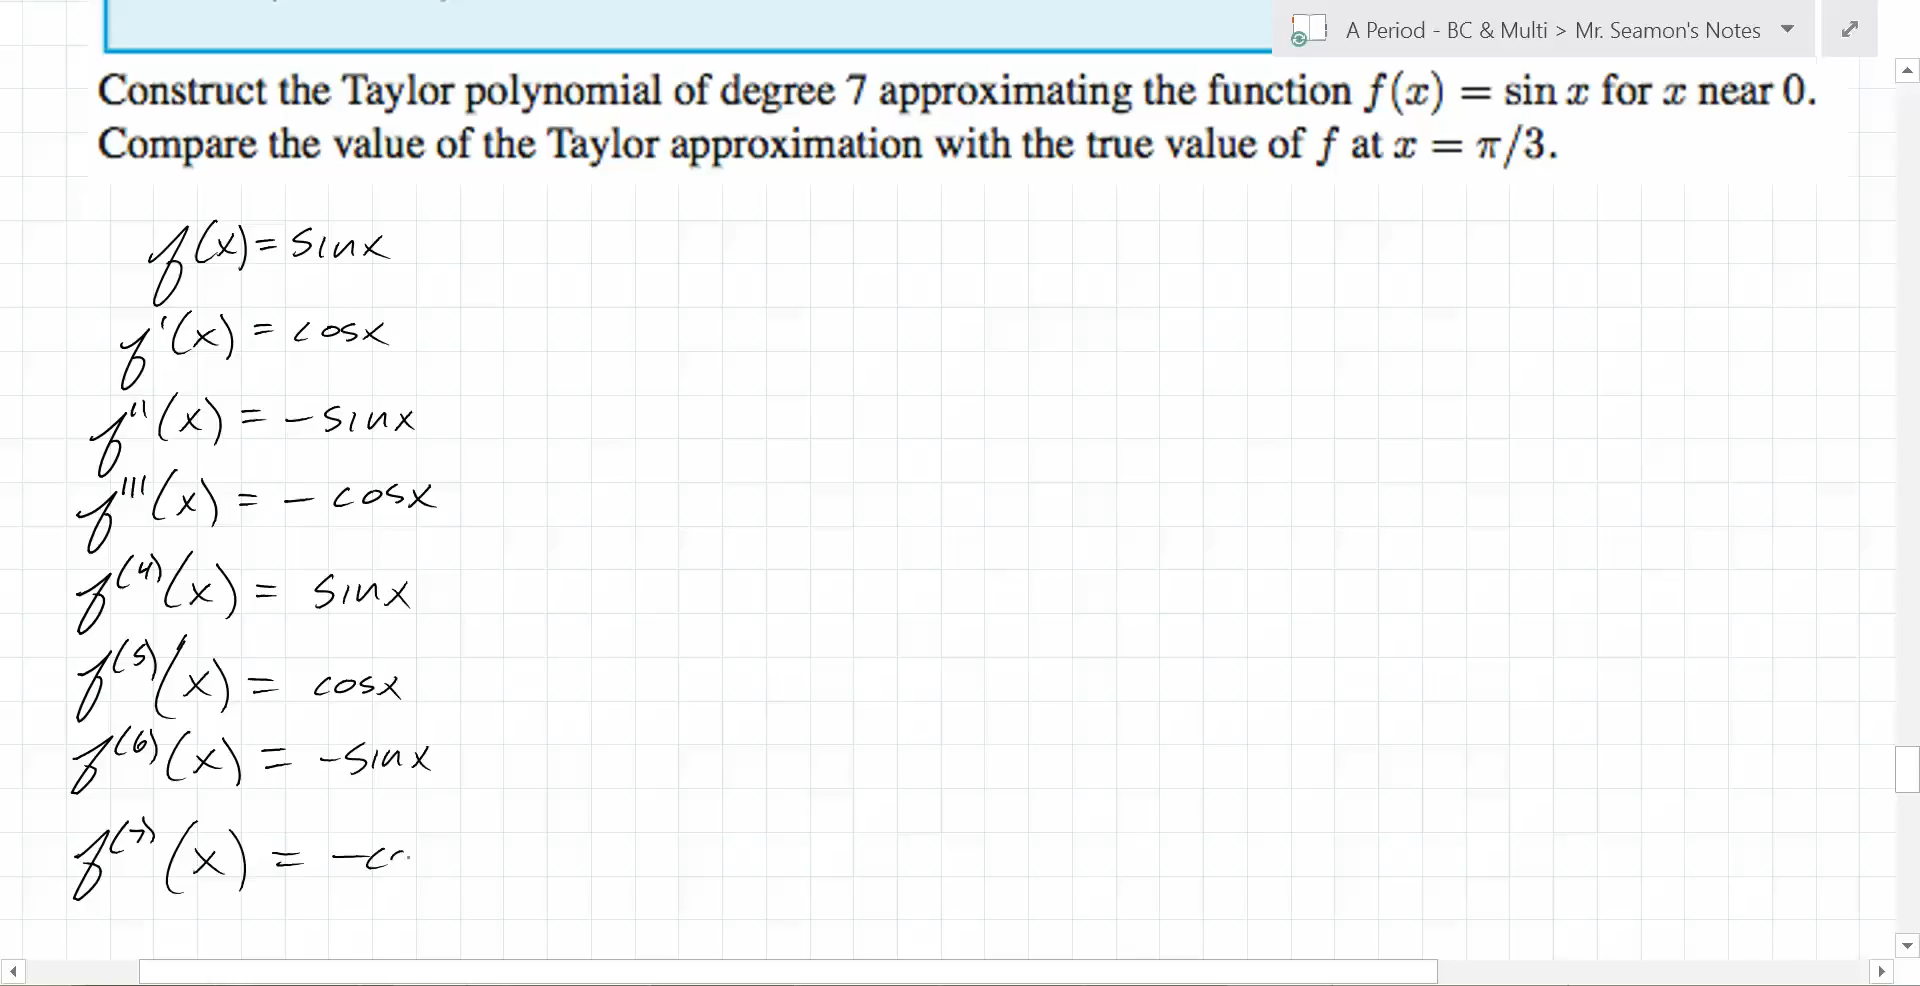 A Period - BC & Multi > Mr. Seamon's Notes
Construct the Taylor polynomial of degree 7 approximating the function f(x) = sin x for x near 0.
Compare the value of the Taylor approximation with the true value of f at x = π/3.
f(x) = sinx
f'(x) = cosx
f''(x) = -sinx
f'''(x) = - cosx
f⁽⁴⁾(x) = sinx
f⁽⁵⁾(x) = cosx
f⁽⁶⁾(x) = -sinx
f⁽⁷⁾(x) = -c